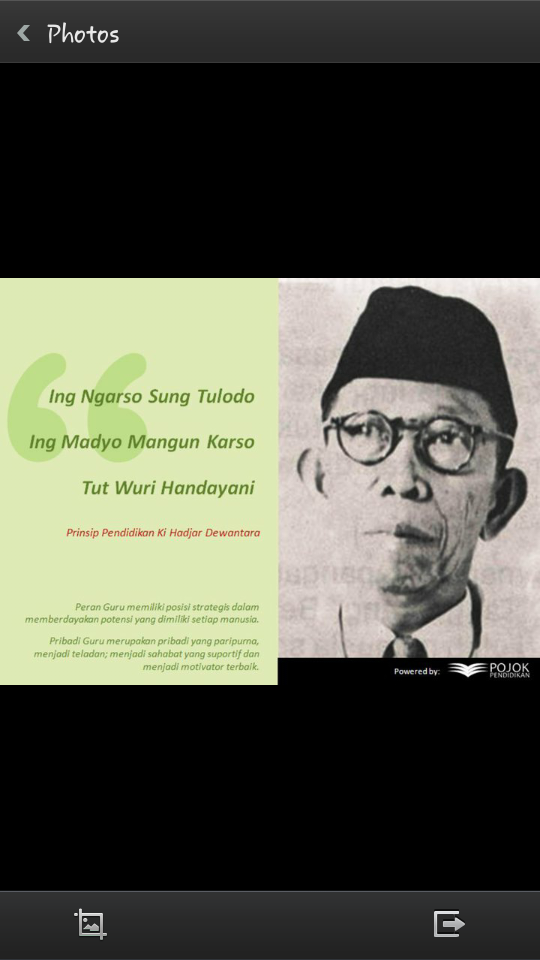 Photos
Ing Ngarso Sung Tulodo
Ing Madyo Mangun Karso
Tut Wuri Handayani
Prinsip Pendidikan Ki Hadjar Dewantara
Peran Guru memiliki posisi strategis dalam
memberdayakan potensi yang dimiliki setiap manusia.
Pribadi Guru merupakan pribadi yang paripurna,
menjadi teladan; menjadi sahabat yang suportif dan
menjadi motivator terbaik.
Powered by:
POJOK
PENDIDIKAN